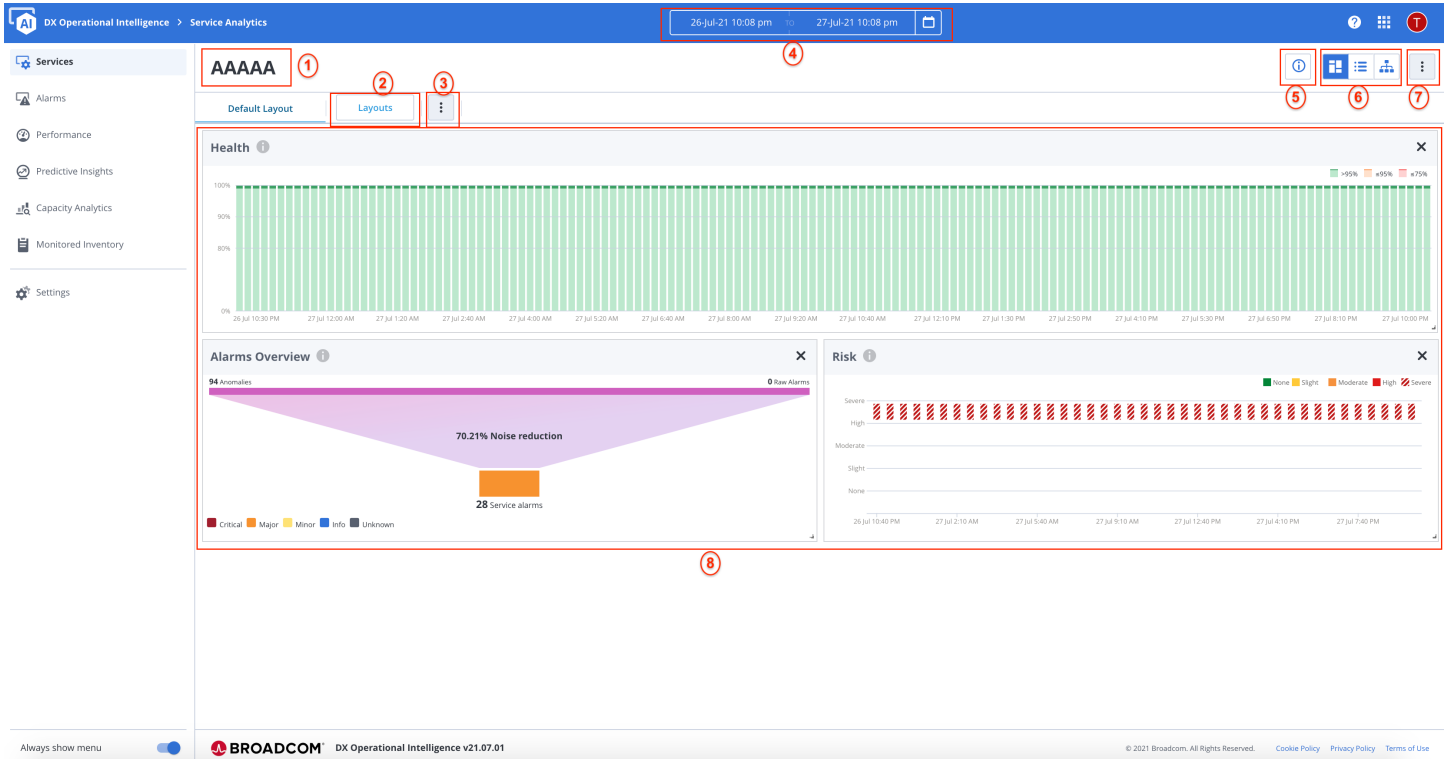 AI DX Operational Intelligence > Service Analytics
26-Jul-21 10:08 pm TO 27-Jul-21 10:08 pm
? T
Services
Alarms
Performance
Predictive Insights
Capacity Analytics
Monitored Inventory
Settings
Always show menu
AAAAA 1
2 3 4 5 6 7
Default Layout Layouts
Health
>95% ≤95% ≤75%
100%
90%
80%
0%
26 Jul 10:30 PM 27 Jul 12:00 AM 27 Jul 1:20 AM 27 Jul 2:40 AM 27 Jul 4:00 AM 27 Jul 5:20 AM 27 Jul 6:40 AM 27 Jul 8:00 AM 27 Jul 9:20 AM 27 Jul 10:40 AM 27 Jul 12:10 PM 27 Jul 1:30 PM 27 Jul 2:50 PM 27 Jul 4:10 PM 27 Jul 5:30 PM 27 Jul 6:50 PM 27 Jul 8:10 PM 27 Jul 10:00 PM
Alarms Overview
94 Anomalies 0 Raw Alarms
70.21% Noise reduction
28 Service alarms
Critical Major Minor Info Unknown
Risk
None Slight Moderate High Severe
Severe
High
Moderate
Slight
None
26 Jul 10:40 PM 27 Jul 2:10 AM 27 Jul 5:40 AM 27 Jul 9:10 AM 27 Jul 12:40 PM 27 Jul 4:10 PM 27 Jul 7:40 PM
8
BROADCOM® DX Operational Intelligence v21.07.01
© 2021 Broadcom. All Rights Reserved. Cookie Policy Privacy Policy Terms of Use